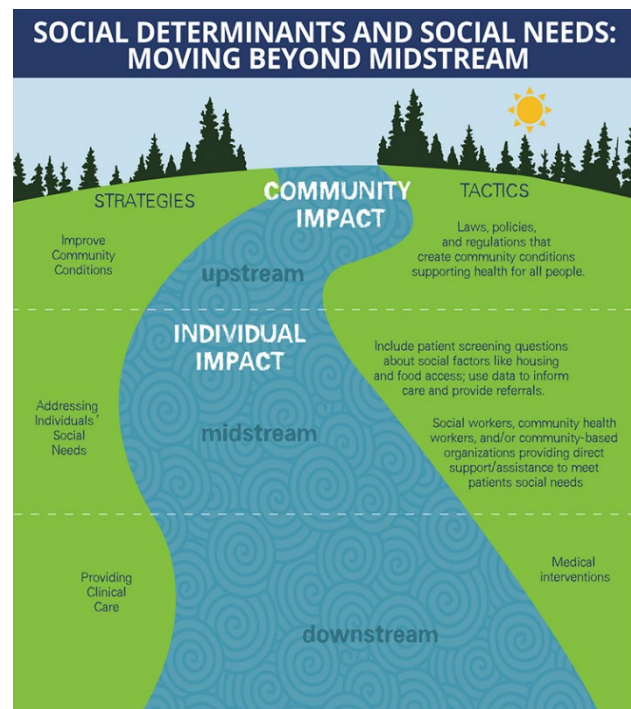 SOCIAL DETERMINANTS AND SOCIAL NEEDS:
MOVING BEYOND MIDSTREAM
STRATEGIES
COMMUNITY
IMPACT
TACTICS
Improve
Community
Conditions
upstream
Laws, policies,
and regulations that
create community conditions
supporting health for all people.
INDIVIDUAL
IMPACT
Addressing
Individuals'
Social
Needs
midstream
Include patient screening questions
about social factors like housing
and food access; use data to inform
care and provide referrals.
Social workers, community health
workers, and/or community-based
organizations providing direct
support/assistance to meet
patients social needs
Providing
Clinical
Care
downstream
Medical
interventions